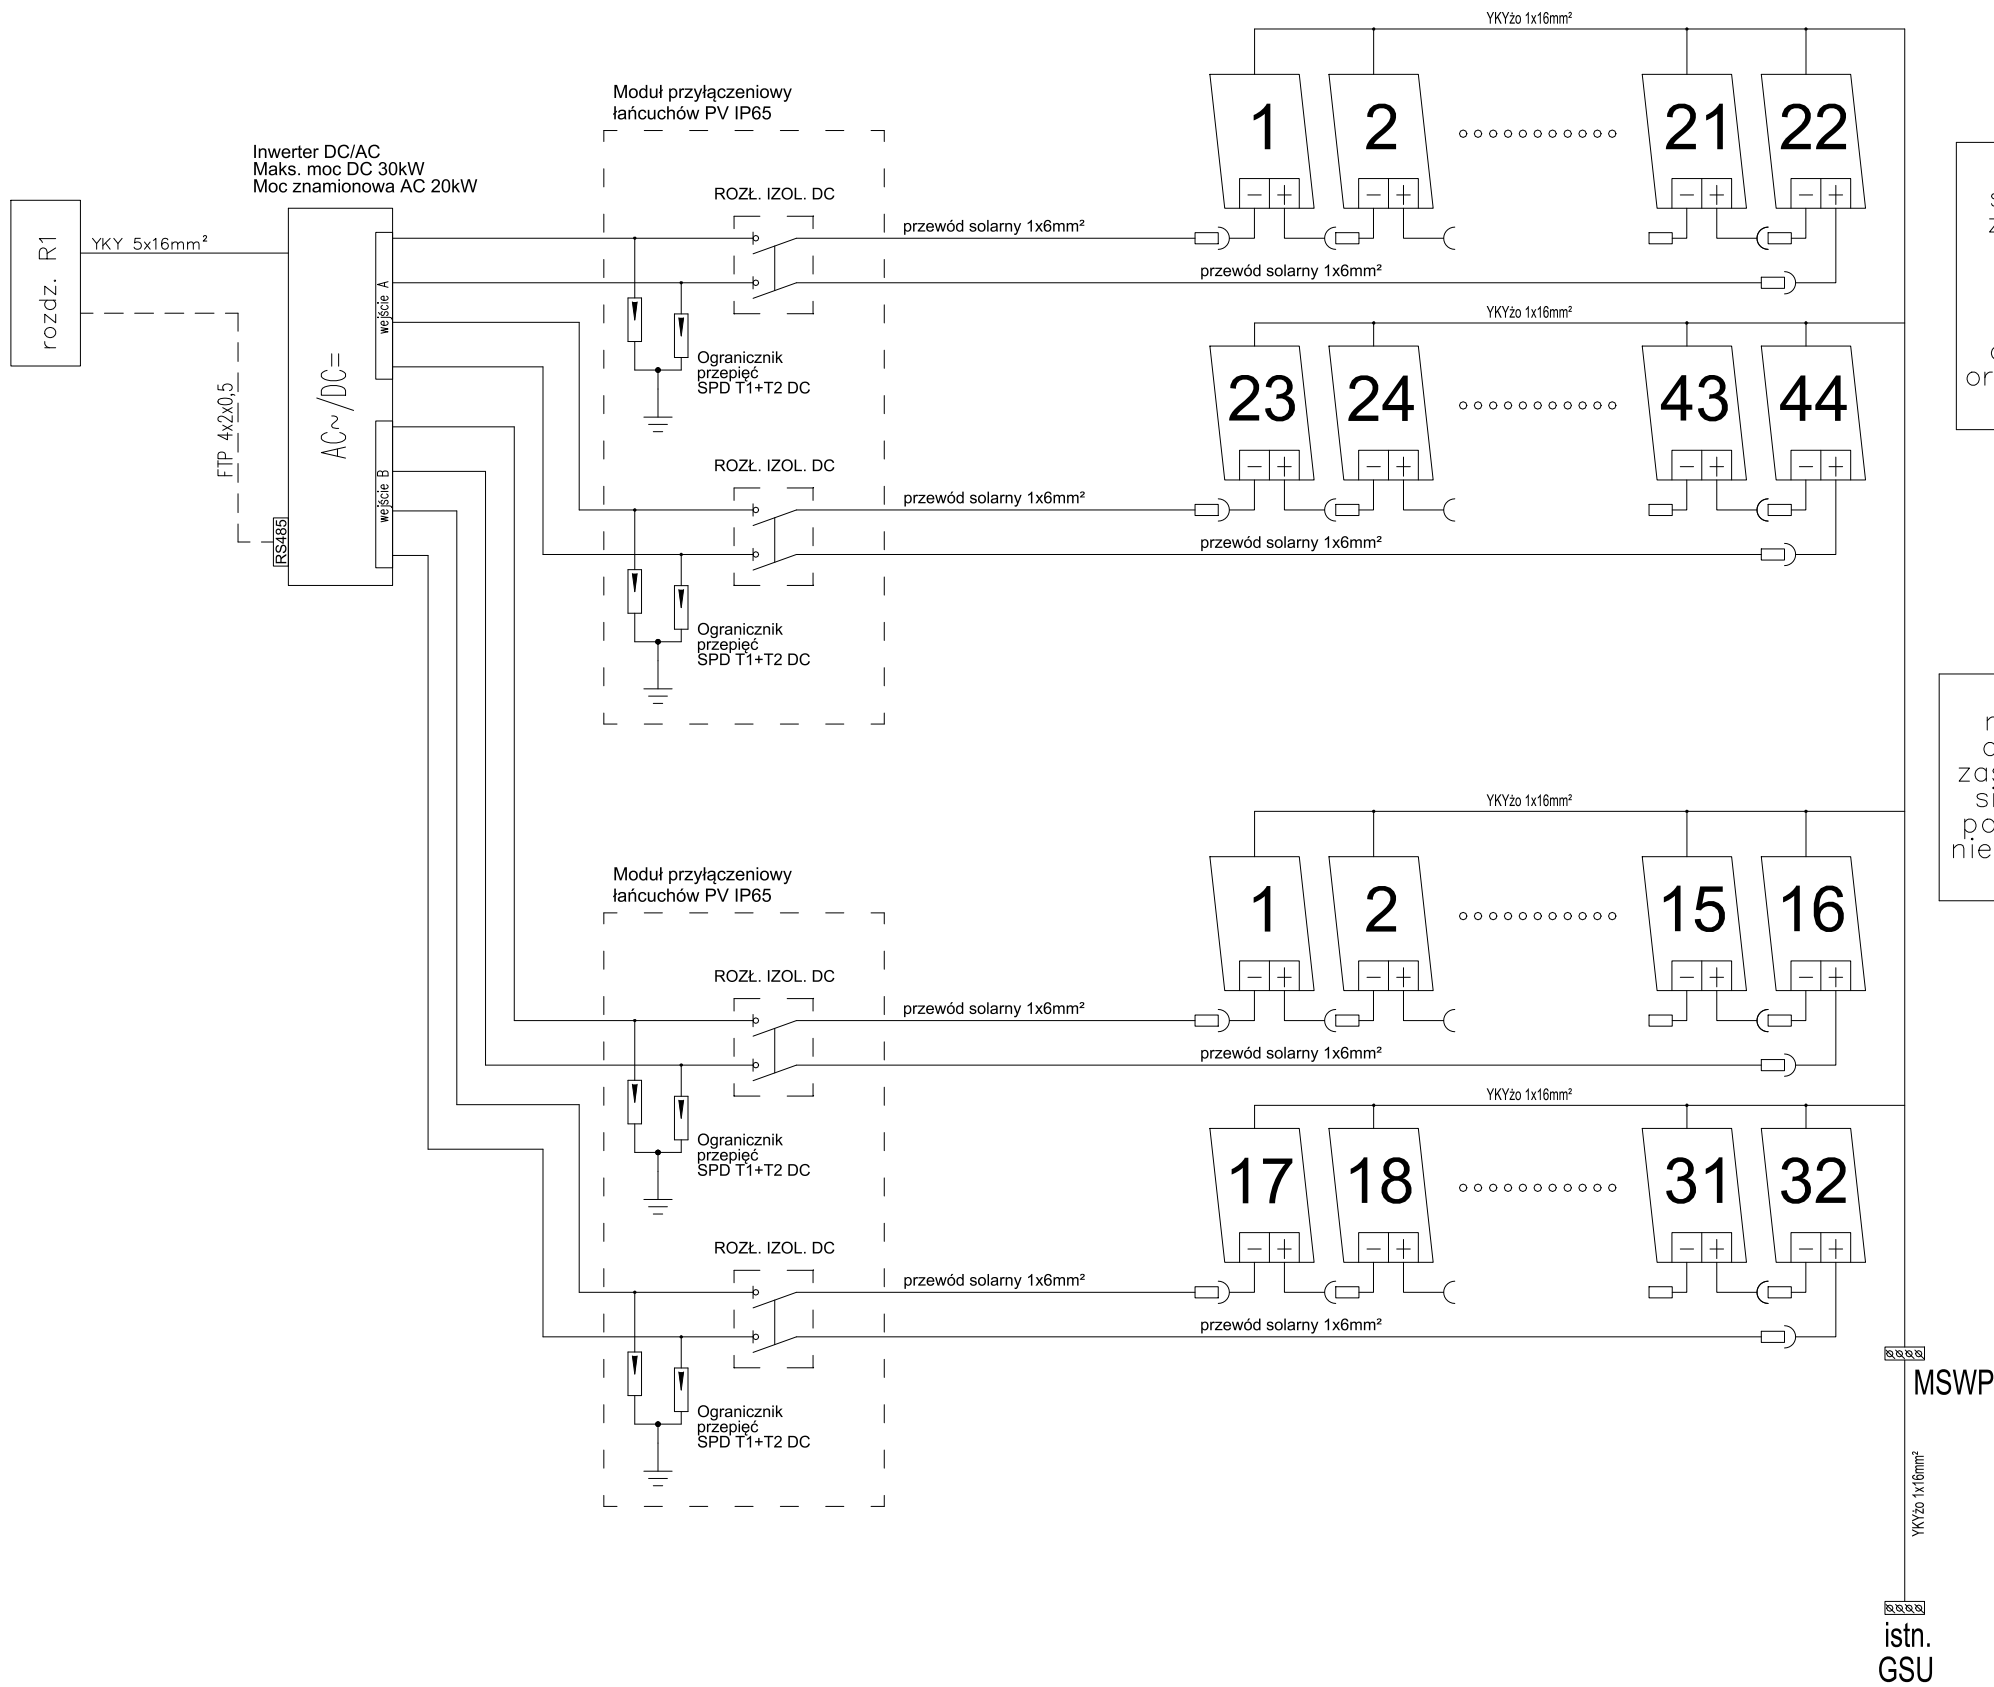 YKYżo 1x16mm²
Moduł przyłączeniowy
łańcuchów PV IP65
1 2 21 22
− + − + − + − +
Inwerter DC/AC
Maks. moc DC 30kW
Moc znamionowa AC 20kW
ROZŁ. IZOL. DC
rozdz. R1
YKY 5x16mm²
przewód solarny 1x6mm²
przewód solarny 1x6mm²
wejście A
YKYżo 1x16mm²
Ogranicznik
przepięć
SPD T1+T2 DC
23 24 43 44
− + − + − + − +
FTP 4x2x0,5
AC~/DC=
ROZŁ. IZOL. DC
wejście B
przewód solarny 1x6mm²
przewód solarny 1x6mm²
RS485
Ogranicznik
przepięć
SPD T1+T2 DC
YKYżo 1x16mm²
Moduł przyłączeniowy
łańcuchów PV IP65
1 2 15 16
− + − + − + − +
ROZŁ. IZOL. DC
przewód solarny 1x6mm²
przewód solarny 1x6mm²
YKYżo 1x16mm²
Ogranicznik
przepięć
SPD T1+T2 DC
17 18 31 32
− + − + − + − +
ROZŁ. IZOL. DC
przewód solarny 1x6mm²
przewód solarny 1x6mm²
Ogranicznik
przepięć
SPD T1+T2 DC
MSWP
YKYżo 1x16mm²
istn.
GSU
or
nie